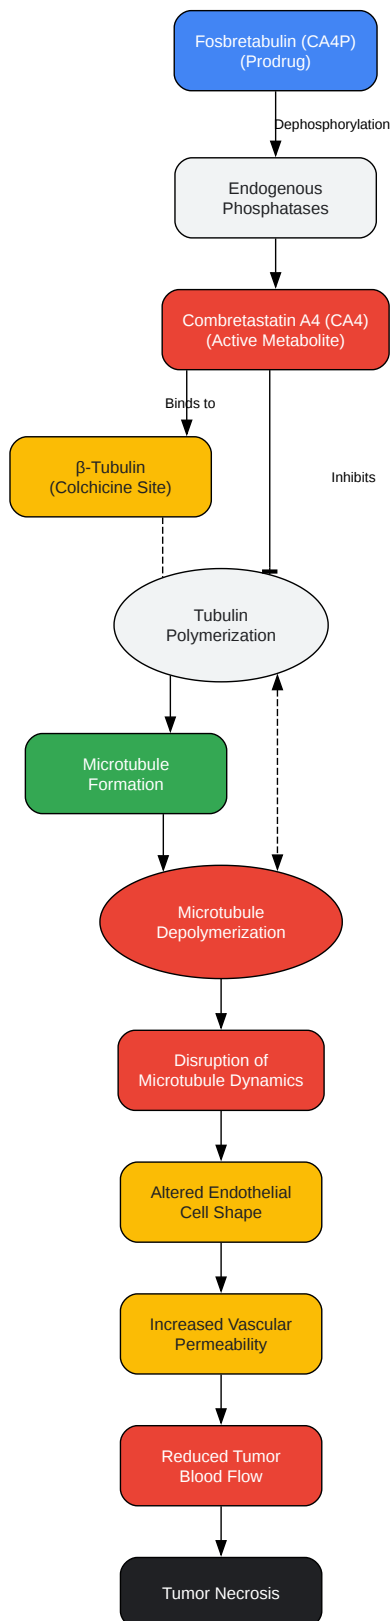 Fosbretabulin (CA4P)
(Prodrug)
Dephosphorylation
Endogenous
Phosphatases
Combretastatin A4 (CA4)
(Active Metabolite)
Binds to
β-Tubulin
(Colchicine Site)
Inhibits
Tubulin
Polymerization
Microtubule
Formation
Microtubule
Depolymerization
Disruption of
Microtubule Dynamics
Altered Endothelial
Cell Shape
Increased Vascular
Permeability
Reduced Tumor
Blood Flow
Tumor Necrosis